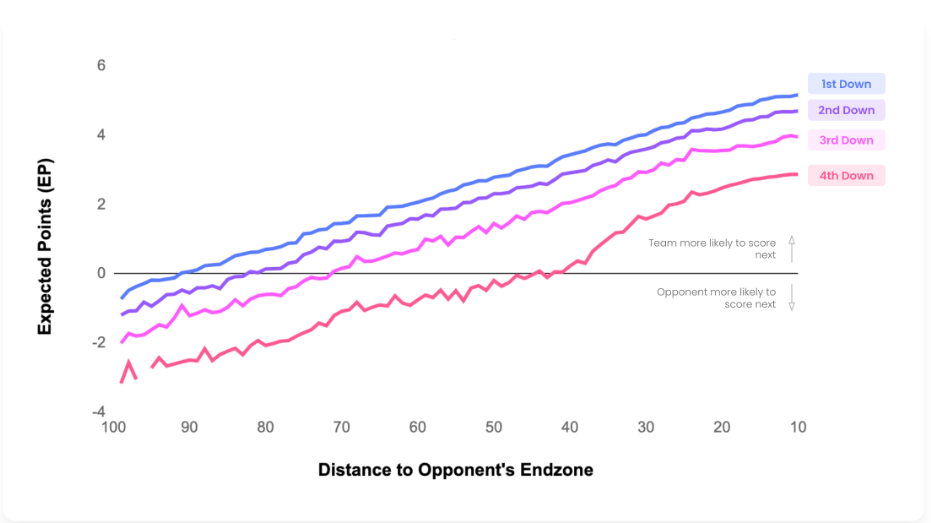 Expected Points (EP)
6
4
2
0
-2
-4
100 90 80 70 60 50 40 30 20 10
Distance to Opponent's Endzone
1st Down
2nd Down
3rd Down
4th Down
Team more likely to score
next
Opponent more likely to
score next